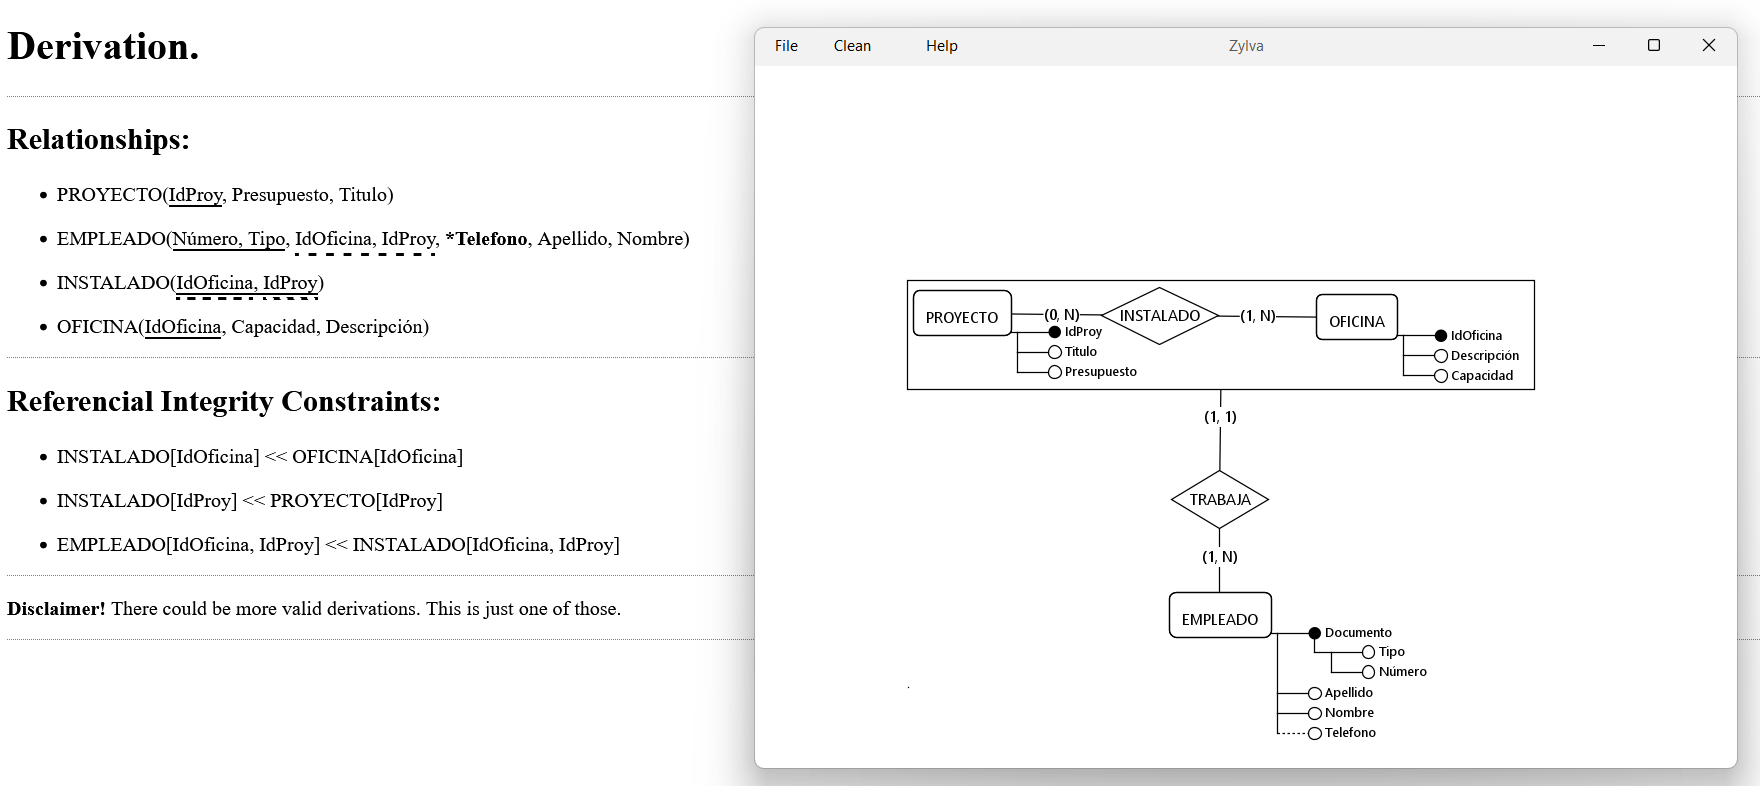 Derivation.
Relationships:
PROYECTO(IdProy, Presupuesto, Titulo)
EMPLEADO(Número, Tipo, IdOficina, IdProy, *Telefono, Apellido, Nombre)
INSTALADO(IdOficina, IdProy)
OFICINA(IdOficina, Capacidad, Descripción)
Referencial Integrity Constraints:
INSTALADO[IdOficina] << OFICINA[IdOficina]
INSTALADO[IdProy] << PROYECTO[IdProy]
EMPLEADO[IdOficina, IdProy] << INSTALADO[IdOficina, IdProy]
Disclaimer! There could be more valid derivations. This is just one of those.
File Clean Help Zylva
PROYECTO (0, N) INSTALADO (1, N) OFICINA
IdProy
Titulo
Presupuesto
IdOficina
Descripción
Capacidad
(1, 1)
TRABAJA
(1, N)
EMPLEADO
Documento
Tipo
Número
Apellido
Nombre
Telefono